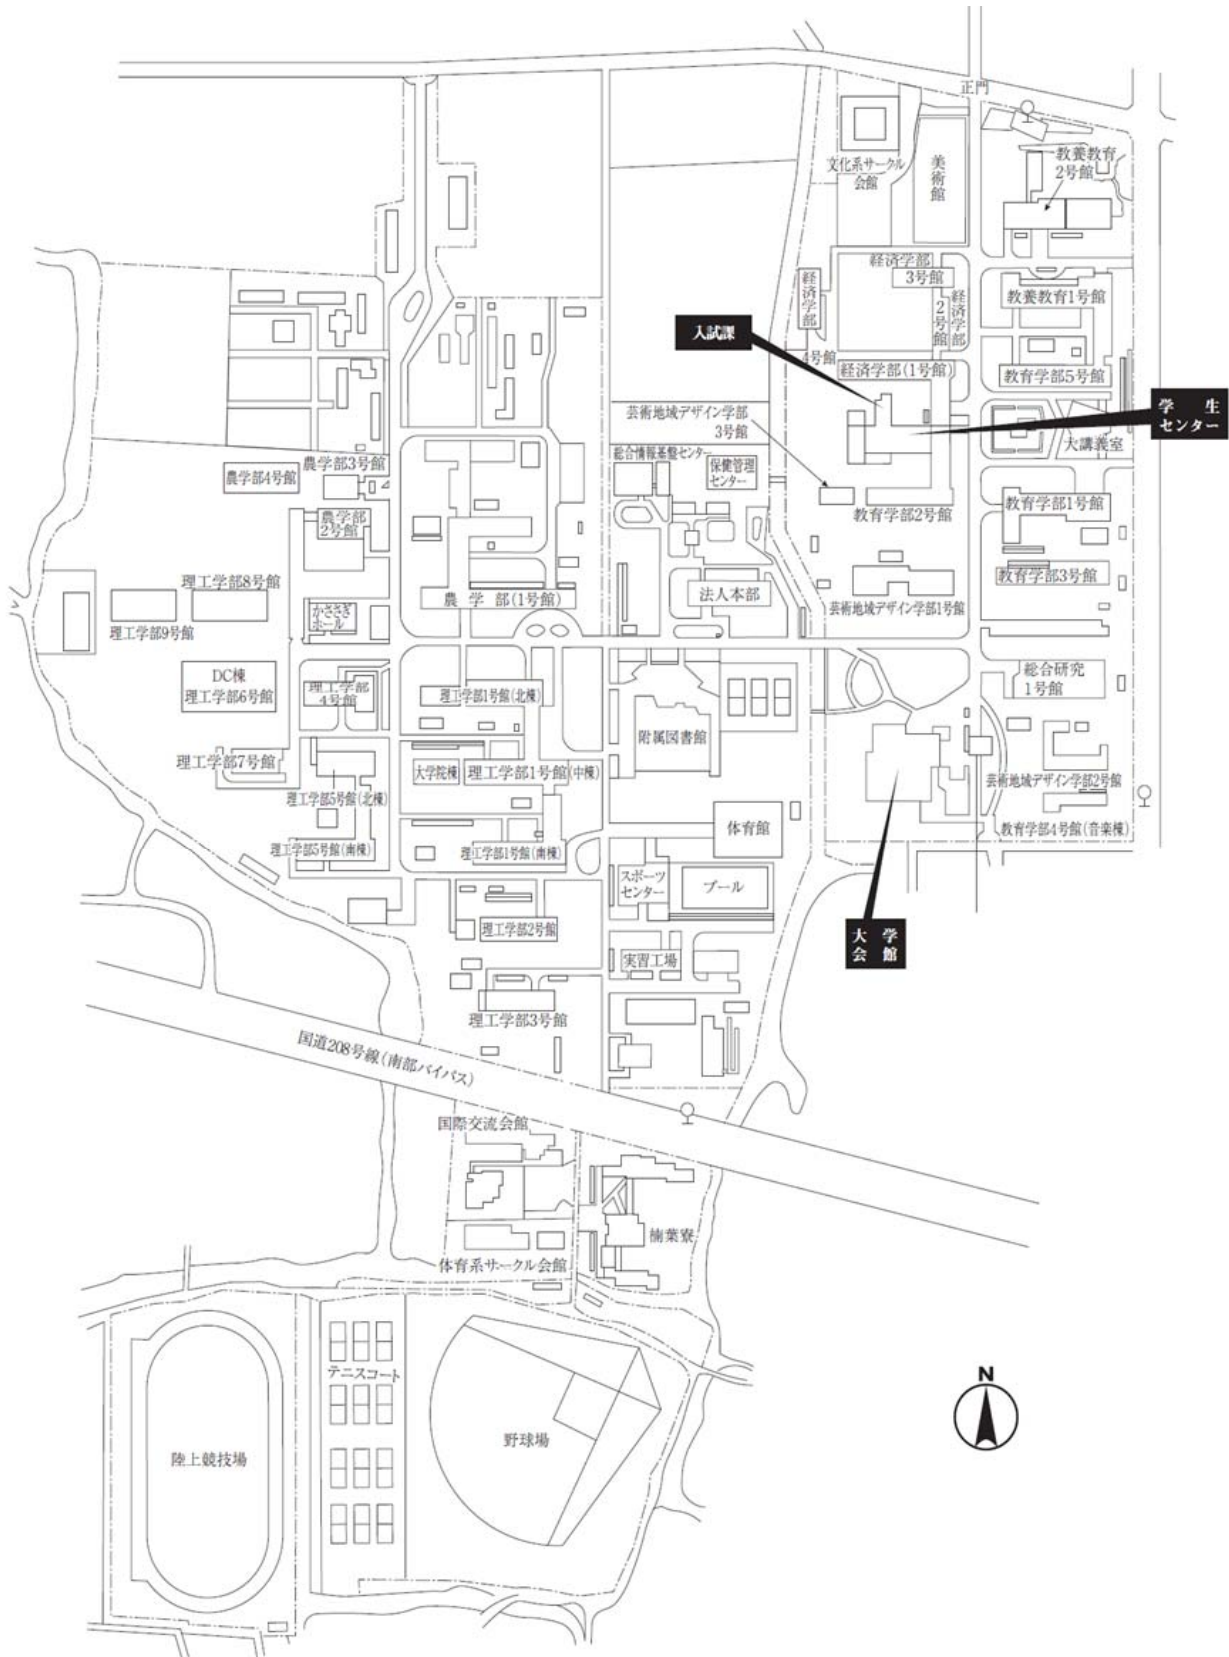 正門
教養教育
2号館
文化系サークル
会館
美術館
経済学部
3号館
経済学部
2号館
経済学部
4号館
教養教育1号館
入試課
経済学部(1号館)
教育学部5号館
学生
センター
芸術地域デザイン学部
3号館
大講義室
総合情報基盤センター
保健管理
センター
農学部3号館
農学部4号館
教育学部1号館
教育学部2号館
農学部
2号館
教育学部3号館
理工学部8号館
農学部(1号館)
法人本部
芸術地域デザイン学部1号館
かささぎ
ホール
理工学部9号館
DC棟
理工学部6号館
理工学部
4号館
理工学部1号館(北棟)
総合研究
1号館
附属図書館
理工学部7号館
大学院棟
理工学部1号館(中棟)
芸術地域デザイン学部2号館
理工学部5号館(北棟)
体育館
教育学部4号館(音楽棟)
理工学部5号館(南棟)
理工学部1号館(南棟)
スポーツ
センター
プール
理工学部2号館
大学
会館
実習工場
理工学部3号館
国道208号線(南部バイパス)
国際交流会館
楠葉寮
体育系サークル会館
テニスコート
N
野球場
陸上競技場